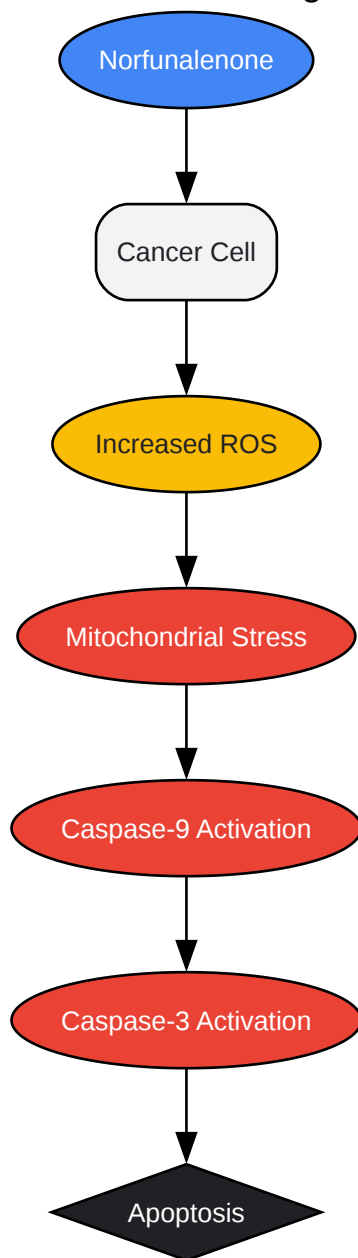 Norfunalenone
Cancer Cell
Increased ROS
Mitochondrial Stress
Caspase-9 Activation
Caspase-3 Activation
Apoptosis